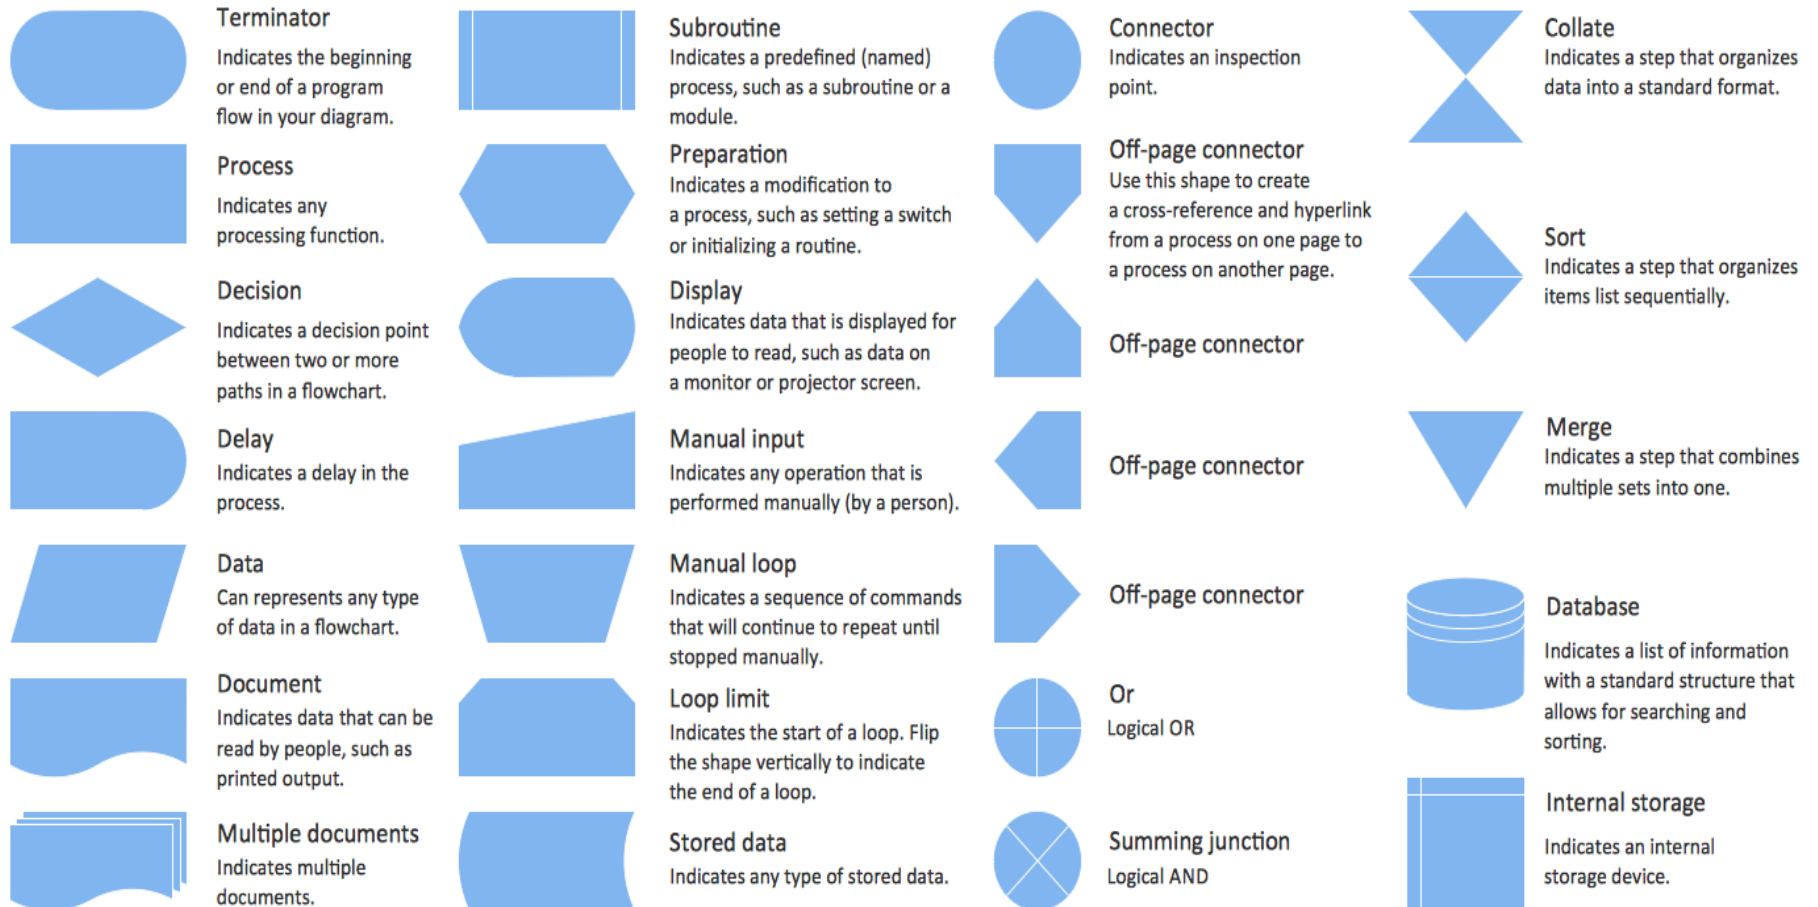 Terminator
Indicates the beginning
or end of a program
flow in your diagram.
Process
Indicates any
processing function.
Decision
Indicates a decision point
between two or more
paths in a flowchart.
Delay
Indicates a delay in the
process.
Data
Can represents any type
of data in a flowchart.
Document
Indicates data that can be
read by people, such as
printed output.
Multiple documents
Indicates multiple
documents.
Subroutine
Indicates a predefined (named)
process, such as a subroutine or a
module.
Preparation
Indicates a modification to
a process, such as setting a switch
or initializing a routine.
Display
Indicates data that is displayed for
people to read, such as data on
a monitor or projector screen.
Manual input
Indicates any operation that is
performed manually (by a person).
Manual loop
Indicates a sequence of commands
that will continue to repeat until
stopped manually.
Loop limit
Indicates the start of a loop. Flip
the shape vertically to indicate
the end of a loop.
Stored data
Indicates any type of stored data.
Connector
Indicates an inspection
point.
Off-page connector
Use this shape to create
a cross-reference and hyperlink
from a process on one page to
a process on another page.
Off-page connector
Off-page connector
Off-page connector
Or
Logical OR
Summing junction
Logical AND
Collate
Indicates a step that organizes
data into a standard format.
Sort
Indicates a step that organizes
items list sequentially.
Merge
Indicates a step that combines
multiple sets into one.
Database
Indicates a list of information
with a standard structure that
allows for searching and
sorting.
Internal storage
Indicates an internal
storage device.